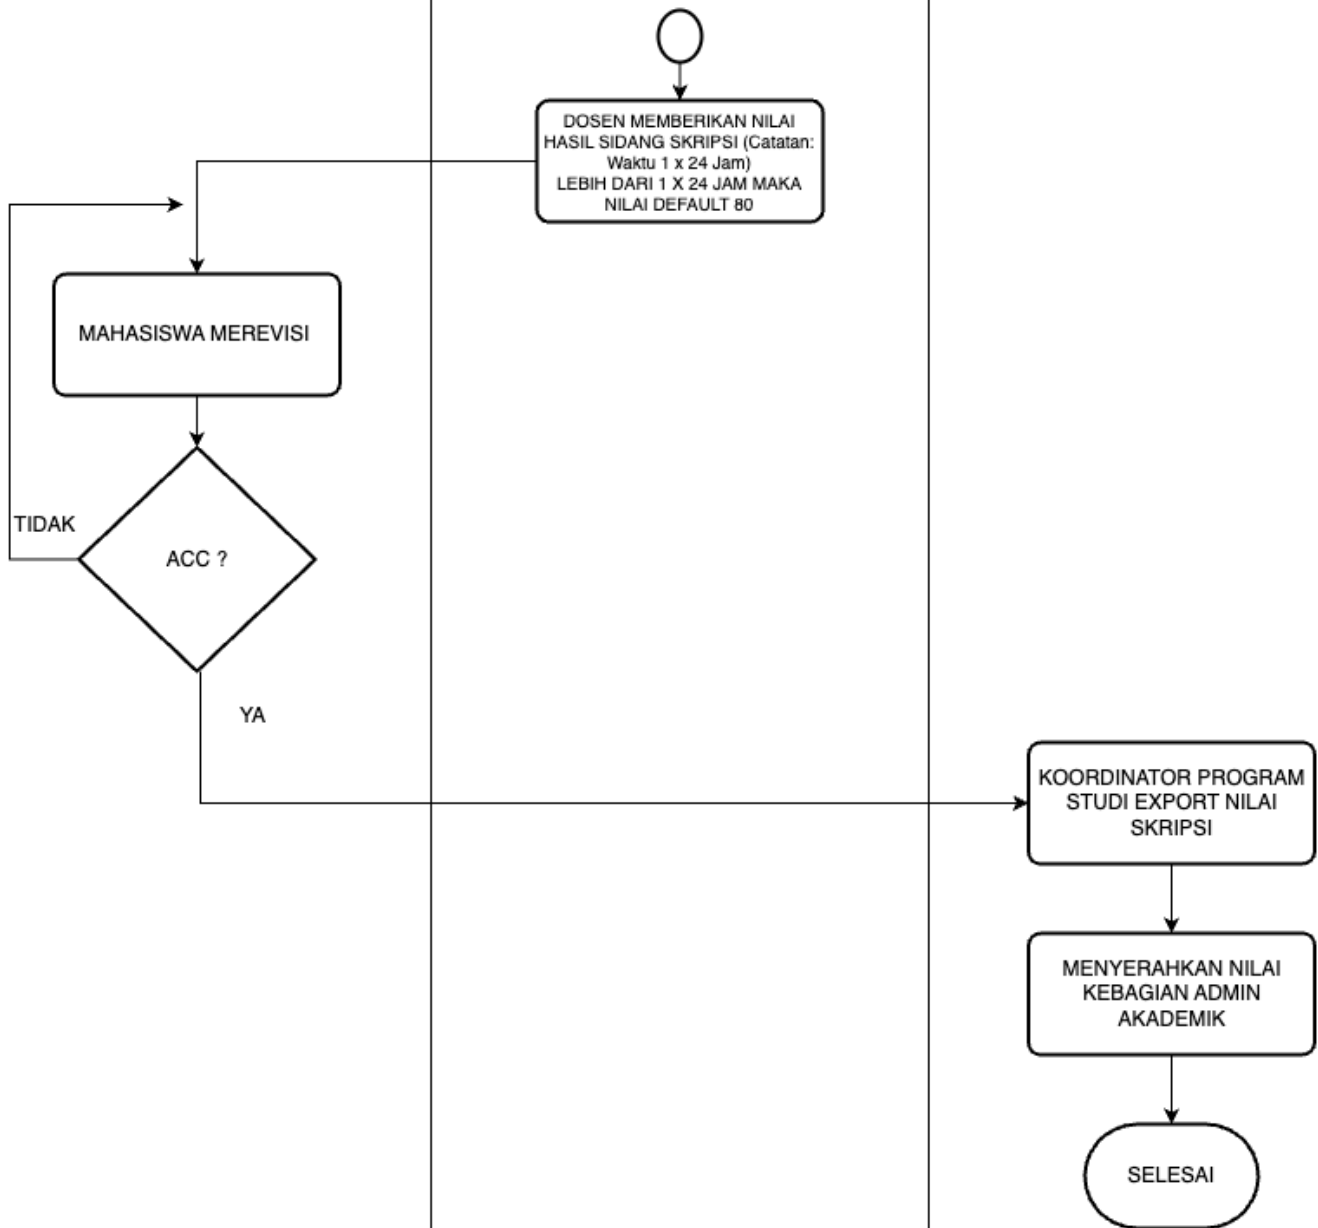 DOSEN MEMBERIKAN NILAI
HASIL SIDANG SKRIPSI (Catatan:
Waktu 1 x 24 Jam)
LEBIH DARI 1 X 24 JAM MAKA
NILAI DEFAULT 80
MAHASISWA MEREVISI
TIDAK
ACC ?
YA
KOORDINATOR PROGRAM
STUDI EXPORT NILAI
SKRIPSI
MENYERAHKAN NILAI
KEBAGIAN ADMIN
AKADEMIK
SELESAI